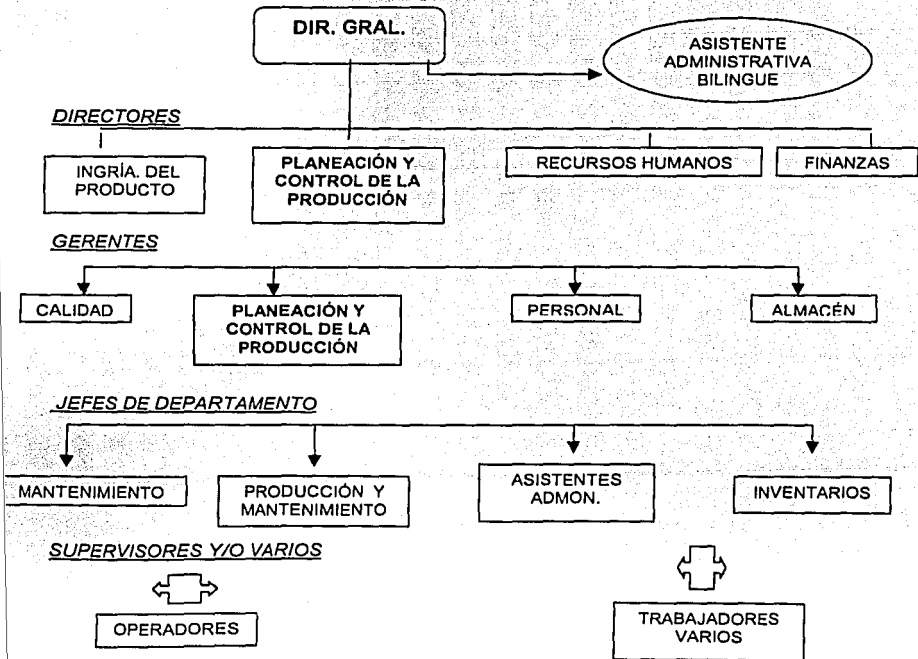 DIR. GRAL.
ASISTENTE
ADMINISTRATIVA
BILINGUE
DIRECTORES
INGRÍA. DEL
PRODUCTO
PLANEACIÓN Y
CONTROL DE LA
PRODUCCIÓN
RECURSOS HUMANOS
FINANZAS
GERENTES
CALIDAD
PLANEACIÓN Y
CONTROL DE LA
PRODUCCIÓN
PERSONAL
ALMACÉN
JEFES DE DEPARTAMENTO
MANTENIMIENTO
PRODUCCIÓN Y
MANTENIMIENTO
ASISTENTES
ADMON.
INVENTARIOS
SUPERVISORES Y/O VARIOS
OPERADORES
TRABAJADORES
VARIOS